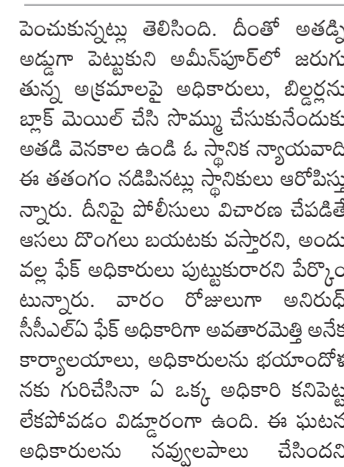 పెంచుకున్నట్లు తెలిసింది. దీంతో అతడ్ని
అడ్డుగా పెట్టుకుని అమీన్‌పూర్‌లో జరుగు
తున్న అక్రమాలపై అధికారులు, బిల్డర్లను
బ్లాక్ మెయిల్ చేసి సొమ్ము చేసుకునేందుకు
అతడి వెనకాల ఉండి ఓ స్థానిక న్యాయవాది
ఈ తతంగం నడిపినట్లు స్థానికులు ఆరోపిస్తు
న్నారు. దీనిపై పోలీసులు విచారణ చేపడితే
ఆసలు దొంగలు బయటకు వస్తారని, అందు
వల్ల ఫేక్ అధికారులు పుట్టుకురారని పేర్కొం
టున్నారు. వారం రోజులుగా అనిరుధ్
సీసీఎల్‌ఏ ఫేక్ అధికారిగా అవతారమెత్తి అనేక
కార్యాలయాలు, అధికారులను భయాందోళ
నకు గురిచేసినా ఏ ఒక్క అధికారి కనిపెట్ట
లేకపోవడం విడ్డూరంగా ఉంది. ఈ ఘటన
అధికారులను నవ్వులపాలు చేసిందని